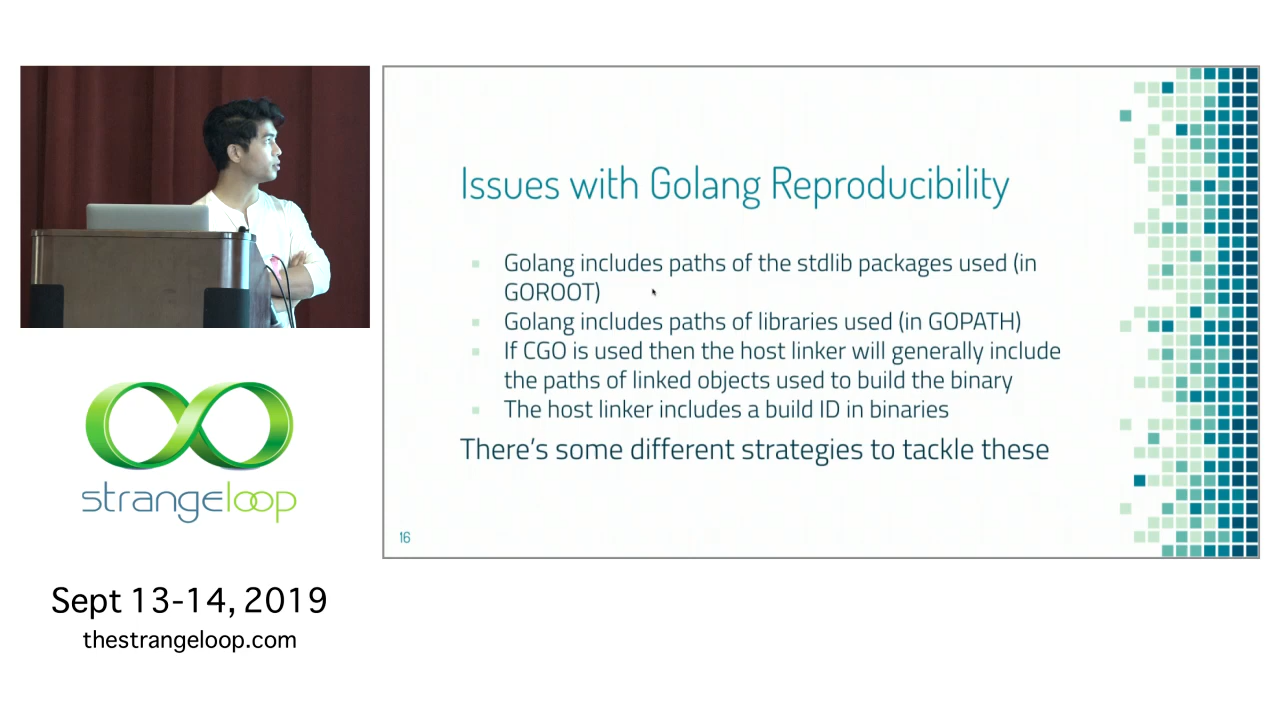 Issues with Golang Reproducibility
Golang includes paths of the stdlib packages used (in
GOROOT)
Golang includes paths of libraries used (in GOPATH)
If CGO is used then the host linker will generally include
the paths of linked objects used to build the binary
The host linker includes a build ID in binaries
There's some different strategies to tackle these
16
strangeloop
Sept 13-14, 2019
thestrangeloop.com